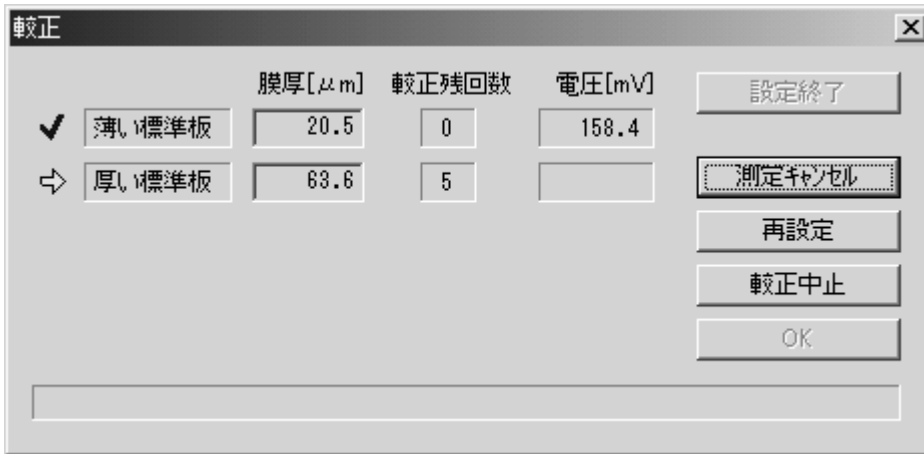 較正
膜厚[μm] 較正残回数 電圧[mV] 設定終了
薄い標準板 20.5 0 158.4
厚い標準板 63.6 5 測定キャンセル
再設定
較正中止
OK